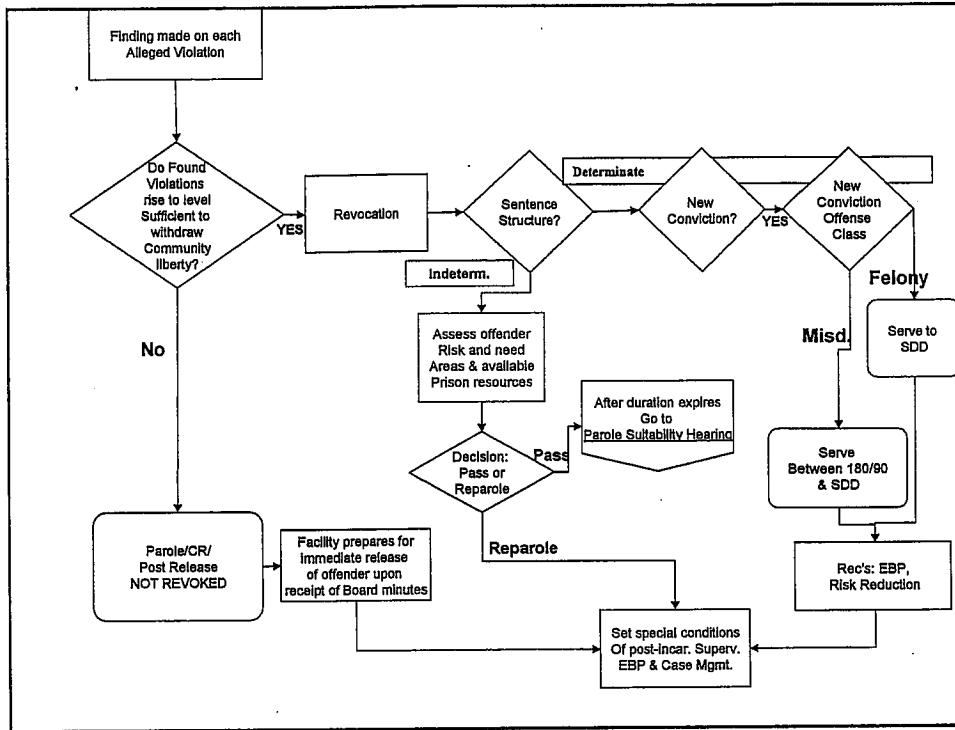 Finding made on each
Alleged Violation
Do Found
Violations
rise to level
Sufficient to
withdraw
Community
liberty?
YES
Revocation
Sentence
Structure?
Determinate
New
Conviction?
YES
New
Conviction
Offense
Class
Indeterm.
Felony
Misd.
No
Assess offender
Risk and need
Areas & available
Prison resources
Serve to
SDD
After duration expires
Go to
Parole Suitability Hearing
Decision:
Pass or
Reparole
Pass
Serve
Between 180/90
& SDD
Parole/CR/
Post Release
NOT REVOKED
Facility prepares for
immediate release
of offender upon
receipt of Board minutes
Reparole
Rec's: EBP,
Risk Reduction
Set special conditions
Of post-incar. Superv.
EBP & Case Mgmt.